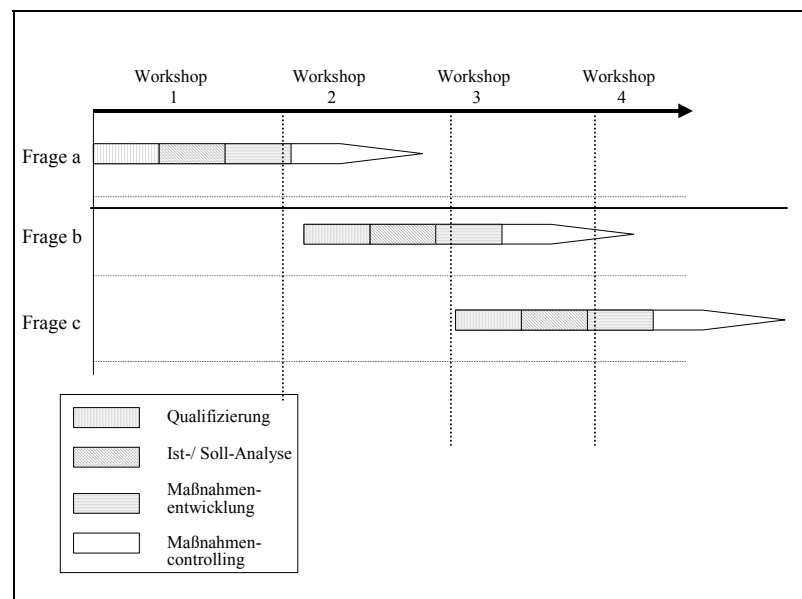 Workshop
1
Workshop
2
Workshop
3
Workshop
4
Frage a
Frage b
Frage c
Qualifizierung
Ist-/ Soll-Analyse
Maßnahmen-
entwicklung
Maßnahmen-
controlling